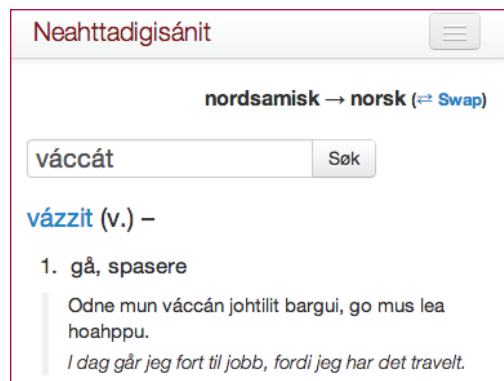 Neahttadigisánit
nordsamisk → norsk (⇄ Swap)
váccát
Søk
vázzit (v.) –
1. gå, spasere
Odne mun váccán johtilit bargui, go mus lea
hoahppu.
I dag går jeg fort til jobb, fordi jeg har det travelt.